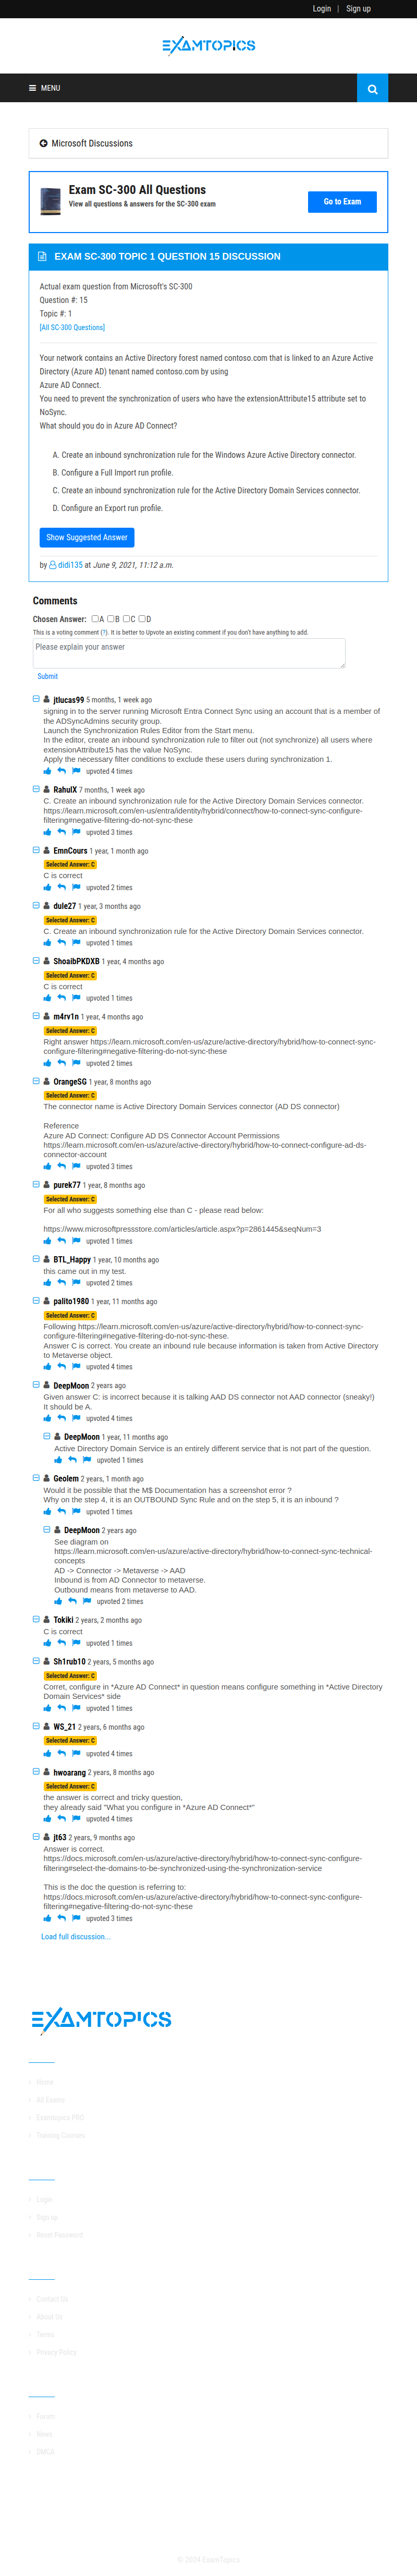 Login | Sign up
EXAMTOPICS
MENU
Microsoft Discussions
Exam SC-300 All Questions
View all questions & answers for the SC-300 exam
Go to Exam
EXAM SC-300 TOPIC 1 QUESTION 15 DISCUSSION
Actual exam question from Microsoft's SC-300
Question #: 15
Topic #: 1
[All SC-300 Questions]
Your network contains an Active Directory forest named contoso.com that is linked to an Azure Active
Directory (Azure AD) tenant named contoso.com by using
Azure AD Connect.
You need to prevent the synchronization of users who have the extensionAttribute15 attribute set to
NoSync.
What should you do in Azure AD Connect?
A. Create an inbound synchronization rule for the Windows Azure Active Directory connector.
B. Configure a Full Import run profile.
C. Create an inbound synchronization rule for the Active Directory Domain Services connector.
D. Configure an Export run profile.
Show Suggested Answer
by didi135 at June 9, 2021, 11:12 a.m.
Comments
Chosen Answer: A B C D
This is a voting comment (?). It is better to Upvote an existing comment if you don't have anything to add.
Please explain your answer
Submit
jtlucas99 5 months, 1 week ago
signing in to the server running Microsoft Entra Connect Sync using an account that is a member of
the ADSyncAdmins security group.
Launch the Synchronization Rules Editor from the Start menu.
In the editor, create an inbound synchronization rule to filter out (not synchronize) all users where
extensionAttribute15 has the value NoSync.
Apply the necessary filter conditions to exclude these users during synchronization 1.
upvoted 4 times
RahulX 7 months, 1 week ago
C. Create an inbound synchronization rule for the Active Directory Domain Services connector.
https://learn.microsoft.com/en-us/entra/identity/hybrid/connect/how-to-connect-sync-configure-
filtering#negative-filtering-do-not-sync-these
upvoted 3 times
EmnCours 1 year, 1 month ago
Selected Answer: C
C is correct
upvoted 2 times
dule27 1 year, 3 months ago
Selected Answer: C
C. Create an inbound synchronization rule for the Active Directory Domain Services connector.
upvoted 1 times
ShoaibPKDXB 1 year, 4 months ago
Selected Answer: C
C is correct
upvoted 1 times
m4rv1n 1 year, 4 months ago
Selected Answer: C
Right answer https://learn.microsoft.com/en-us/azure/active-directory/hybrid/how-to-connect-sync-
configure-filtering#negative-filtering-do-not-sync-these
upvoted 2 times
OrangeSG 1 year, 8 months ago
Selected Answer: C
The connector name is Active Directory Domain Services connector (AD DS connector)
Reference
Azure AD Connect: Configure AD DS Connector Account Permissions
https://learn.microsoft.com/en-us/azure/active-directory/hybrid/how-to-connect-configure-ad-ds-
connector-account
upvoted 3 times
purek77 1 year, 8 months ago
Selected Answer: C
For all who suggests something else than C - please read below:
https://www.microsoftpressstore.com/articles/article.aspx?p=2861445&seqNum=3
upvoted 1 times
BTL_Happy 1 year, 10 months ago
this came out in my test.
upvoted 2 times
palito1980 1 year, 11 months ago
Selected Answer: C
Following https://learn.microsoft.com/en-us/azure/active-directory/hybrid/how-to-connect-sync-
configure-filtering#negative-filtering-do-not-sync-these.
Answer C is correct. You create an inbound rule because information is taken from Active Directory
to Metaverse object.
upvoted 4 times
DeepMoon 2 years ago
Given answer C: is incorrect because it is talking AAD DS connector not AAD connector (sneaky!)
It should be A.
upvoted 4 times
DeepMoon 1 year, 11 months ago
Active Directory Domain Service is an entirely different service that is not part of the question.
upvoted 1 times
Geolem 2 years, 1 month ago
Would it be possible that the M$ Documentation has a screenshot error ?
Why on the step 4, it is an OUTBOUND Sync Rule and on the step 5, it is an inbound ?
upvoted 1 times
DeepMoon 2 years ago
See diagram on
https://learn.microsoft.com/en-us/azure/active-directory/hybrid/how-to-connect-sync-technical-
concepts
AD -> Connector -> Metaverse -> AAD
Inbound is from AD Connector to metaverse.
Outbound means from metaverse to AAD.
upvoted 2 times
Tokiki 2 years, 2 months ago
C is correct
upvoted 1 times
Sh1rub10 2 years, 5 months ago
Selected Answer: C
Corret, configure in *Azure AD Connect* in question means configure something in *Active Directory
Domain Services* side
upvoted 1 times
WS_21 2 years, 6 months ago
Selected Answer: C
upvoted 4 times
hwoarang 2 years, 8 months ago
Selected Answer: C
the answer is correct and tricky question,
they already said "What you configure in *Azure AD Connect*"
upvoted 4 times
jt63 2 years, 9 months ago
Answer is correct.
https://docs.microsoft.com/en-us/azure/active-directory/hybrid/how-to-connect-sync-configure-
filtering#select-the-domains-to-be-synchronized-using-the-synchronization-service
This is the doc the question is referring to:
https://docs.microsoft.com/en-us/azure/active-directory/hybrid/how-to-connect-sync-configure-
filtering#negative-filtering-do-not-sync-these
upvoted 3 times
Load full discussion...
EXAMTOPICS
Home
All Exams
Examtopics PRO
Training Courses
Login
Sign up
Reset Password
Contact Us
About Us
Terms
Privacy Policy
Forum
News
DMCA
© 2024 ExamTopics